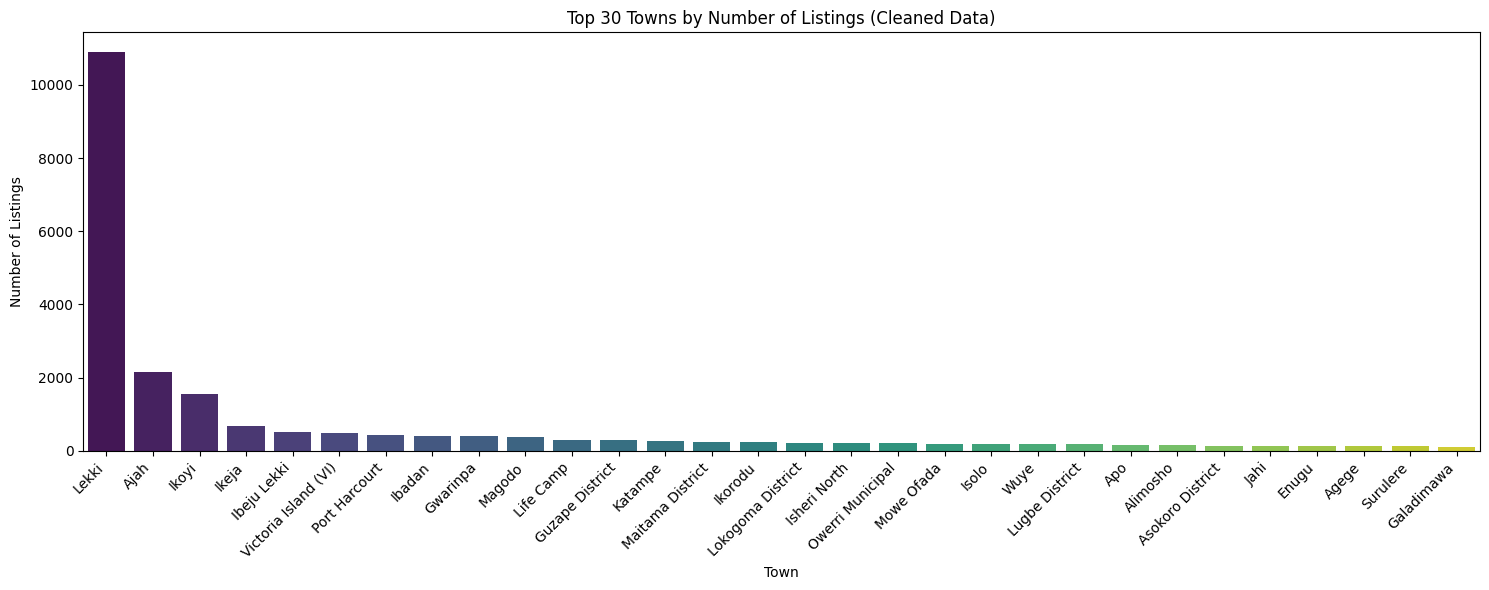 Top 30 Towns by Number of Listings (Cleaned Data)
Number of Listings
10000
8000
6000
4000
2000
0
Lekki
Ajah
Ikoyi
Ikeja
Ibeju Lekki
Victoria Island (VI)
Port Harcourt
Ibadan
Gwarinpa
Magodo
Life Camp
Guzape District
Katampe
Maitama District
Ikorodu
Lokogoma District
Isheri North
Owerri Municipal
Mowe Ofada
Isolo
Wuye
Lugbe District
Apo
Alimosho
Asokoro District
Jahi
Enugu
Agege
Surulere
Galadimawa
Town